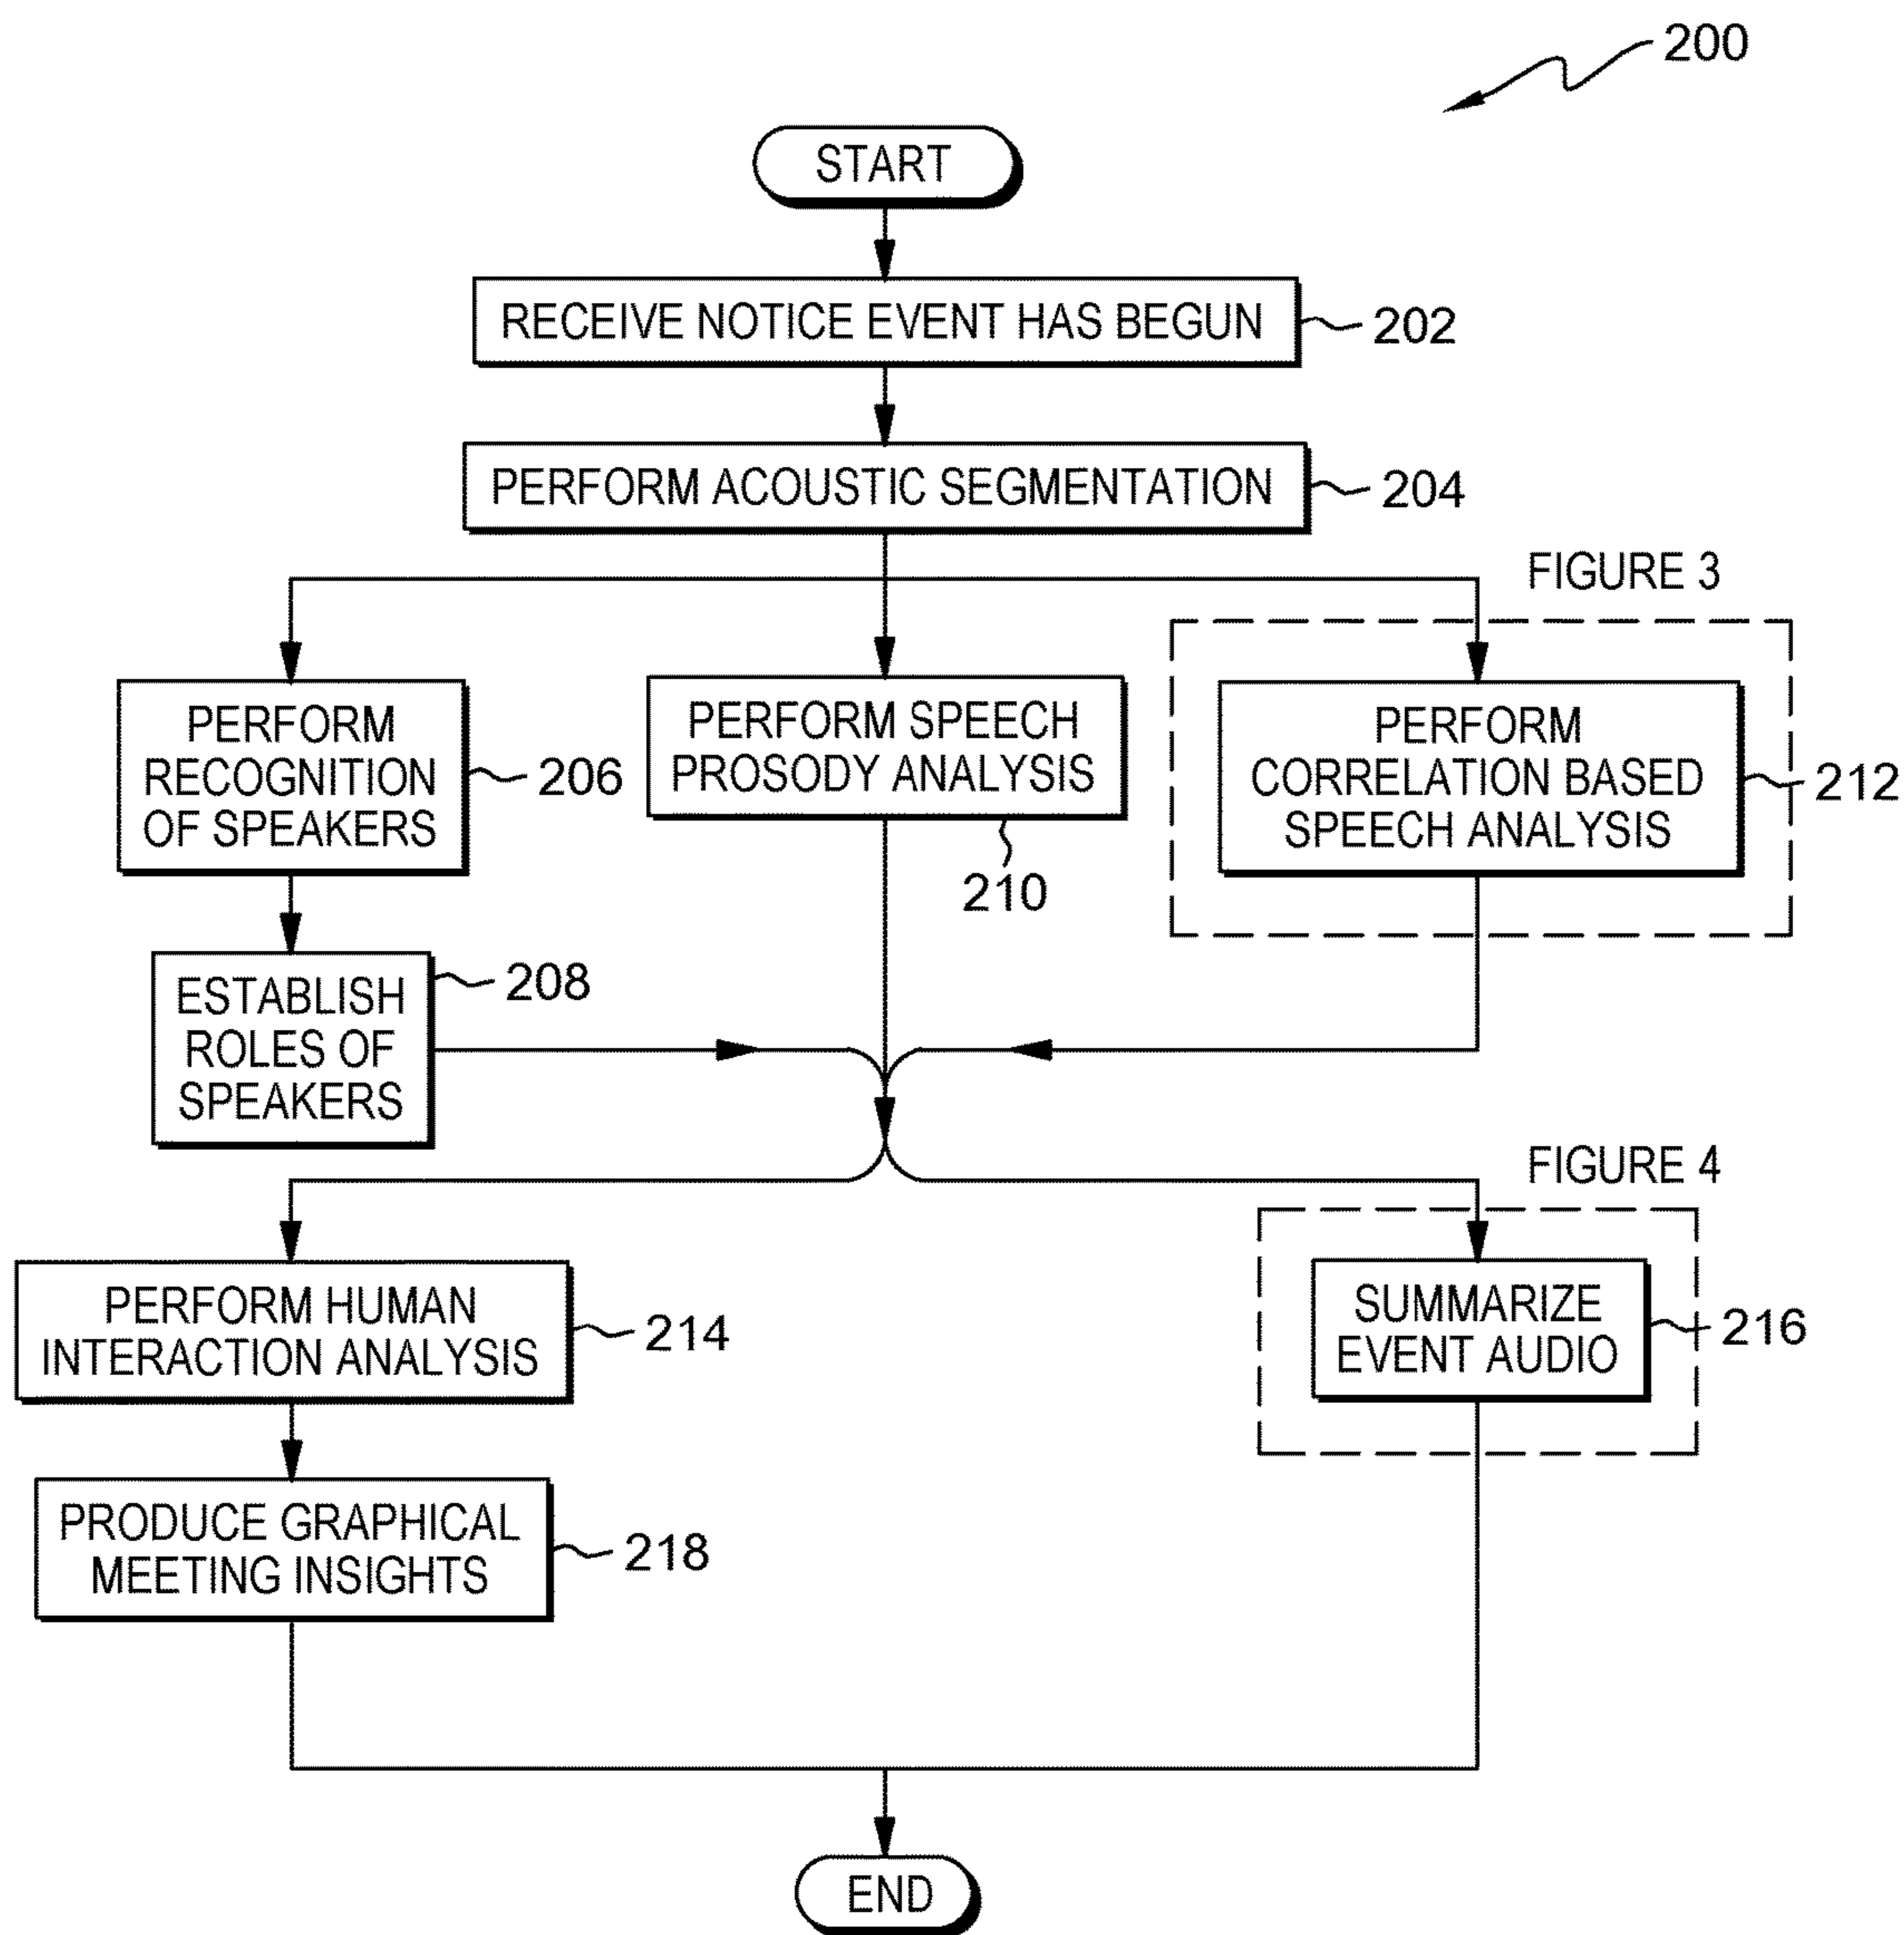 200
START
RECEIVE NOTICE EVENT HAS BEGUN
202
PERFORM ACOUSTIC SEGMENTATION
204
FIGURE 3
PERFORM
RECOGNITION
OF SPEAKERS
206
PERFORM SPEECH
PROSODY ANALYSIS
210
PERFORM
CORRELATION BASED
SPEECH ANALYSIS
212
ESTABLISH
ROLES OF
SPEAKERS
208
FIGURE 4
PERFORM HUMAN
INTERACTION ANALYSIS
214
SUMMARIZE
EVENT AUDIO
216
PRODUCE GRAPHICAL
MEETING INSIGHTS
218
END